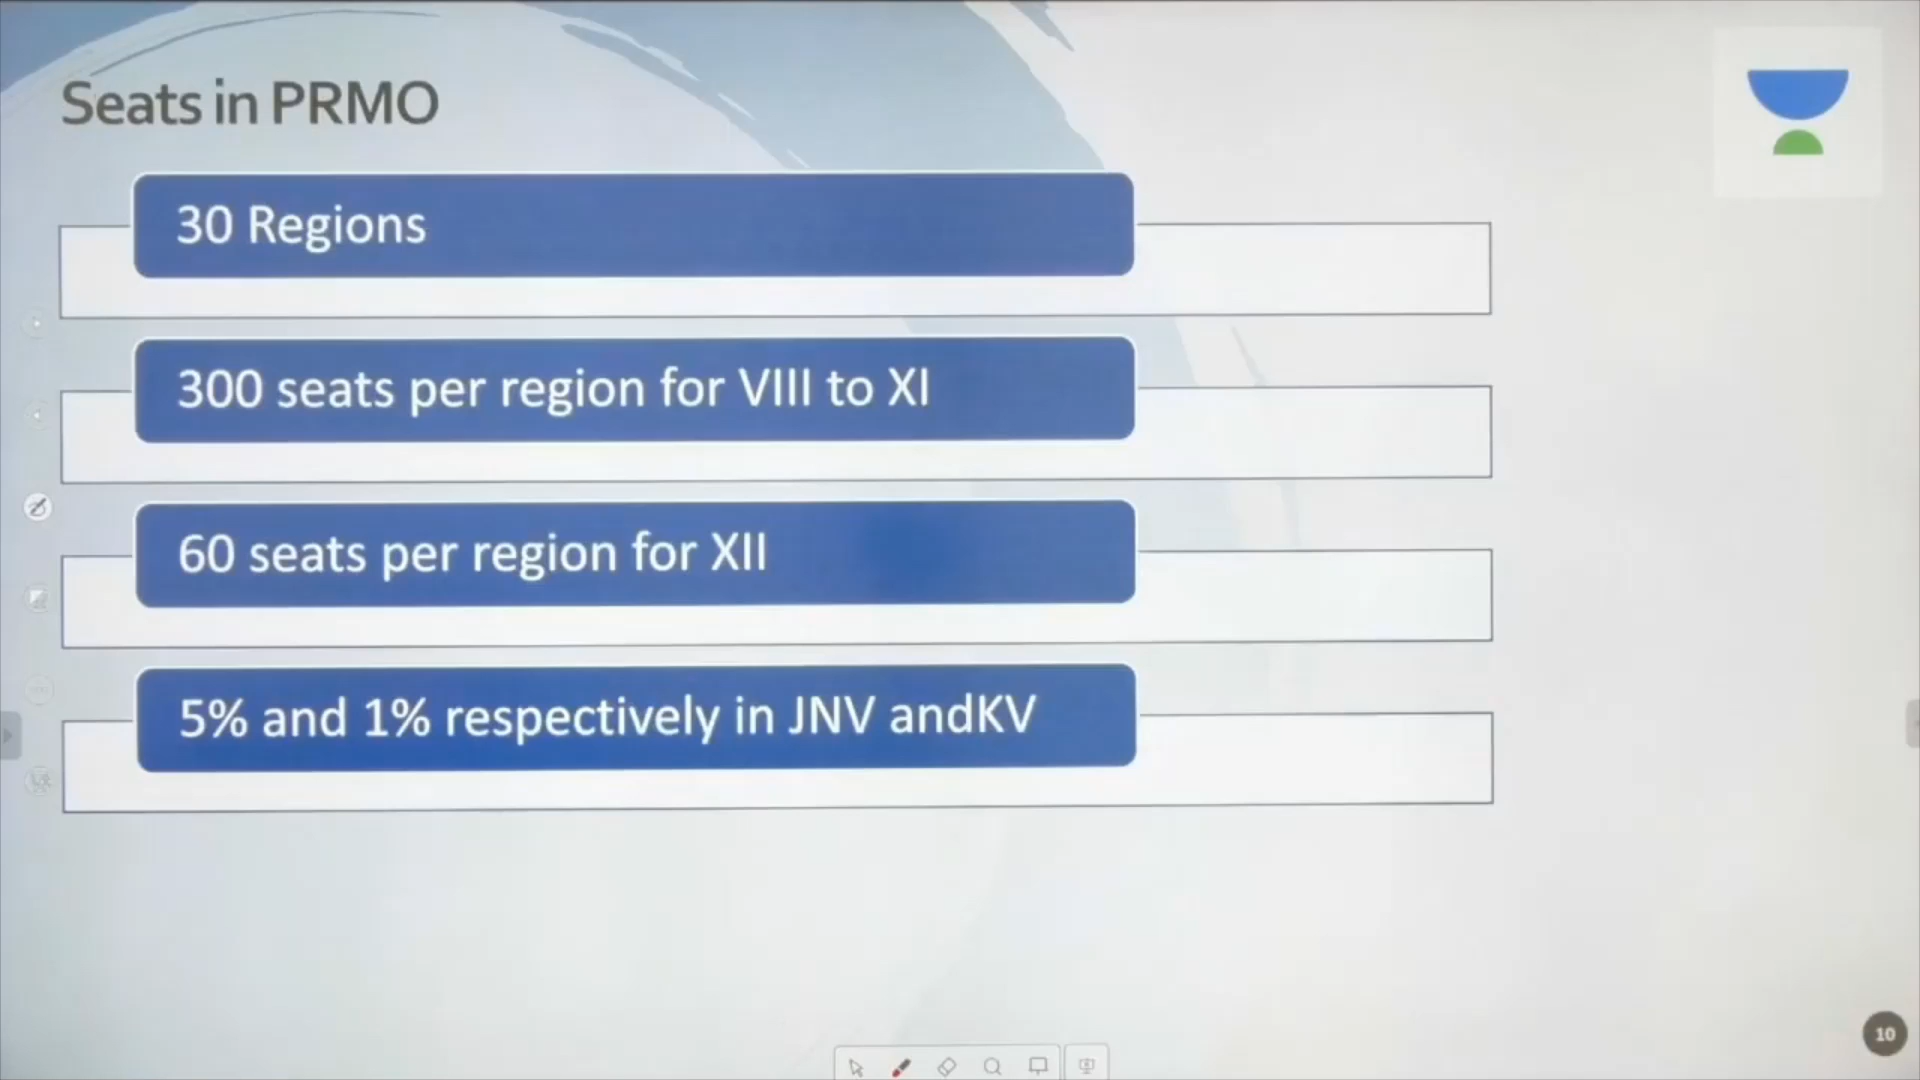 Seats in PRMO
30 Regions
300 seats per region for VIII to XI
60 seats per region for XII
5% and 1% respectively in JNV andKV
10